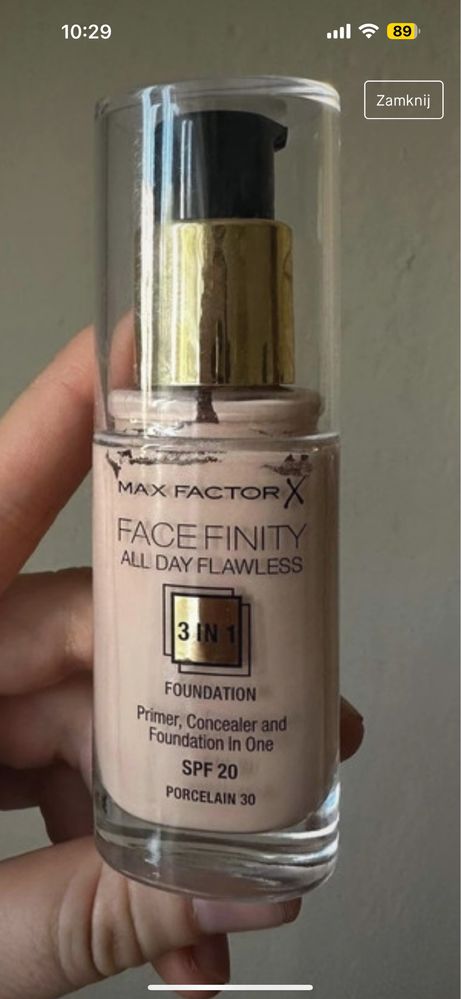 10:29
89
Zamknij
MAX FACTOR X
FACE FINITY
ALL DAY FLAWLESS
3 IN 1
FOUNDATION
Primer, Concealer and
Foundation In One
SPF 20
PORCELAIN 30